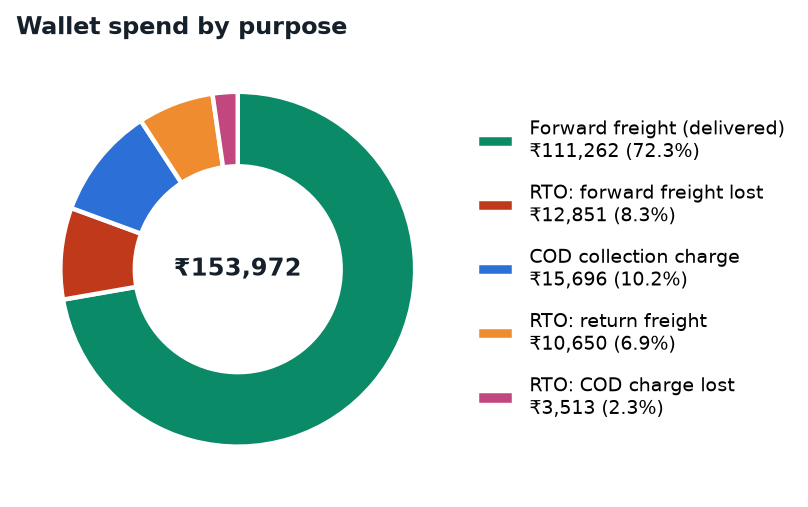 Wallet spend by purpose
Forward freight (delivered)
₹111,262 (72.3%)
RTO: forward freight lost
₹12,851 (8.3%)
COD collection charge
₹15,696 (10.2%)
₹153,972
RTO: return freight
₹10,650 (6.9%)
RTO: COD charge lost
₹3,513 (2.3%)